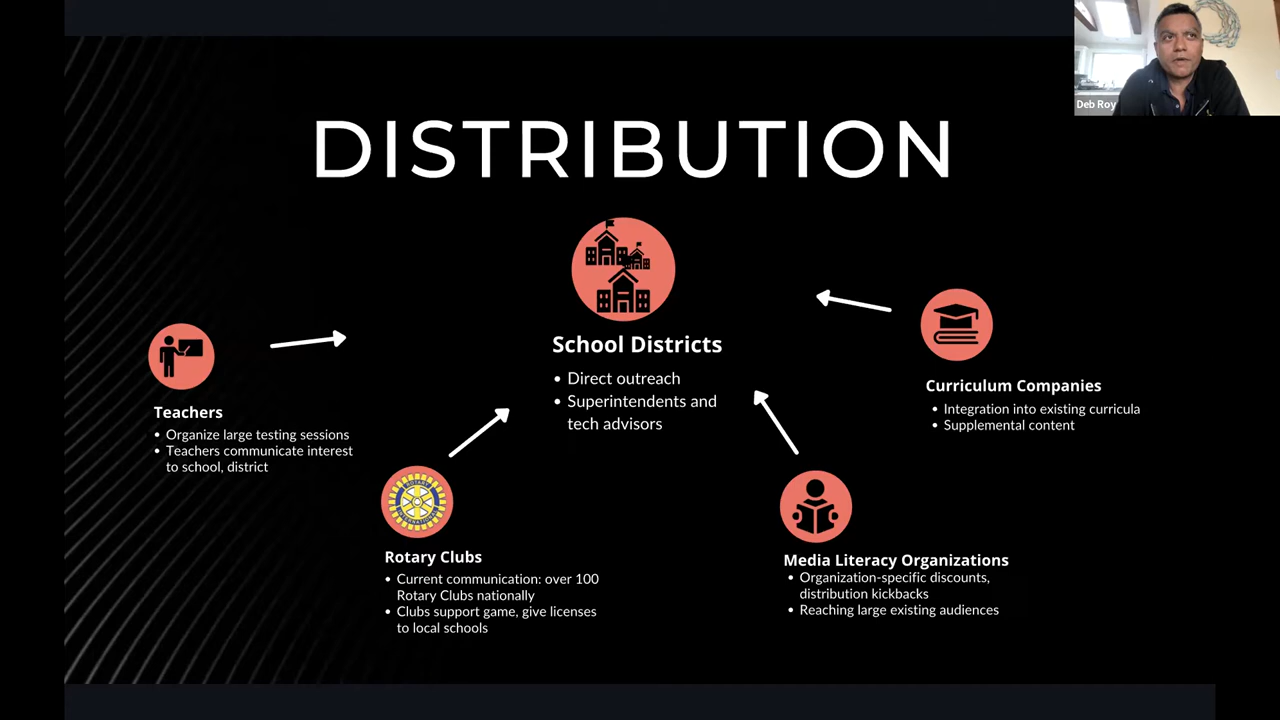 Deb Roy
DISTRIBUTION
School Districts
• Direct outreach
• Superintendents and
tech advisors
Teachers
• Organize large testing sessions
• Teachers communicate interest
to school, district
Curriculum Companies
• Integration into existing curricula
• Supplemental content
ROTARY
INTERNATIONAL
Rotary Clubs
• Current communication: over 100
Rotary Clubs nationally
• Clubs support game, give licenses
to local schools
Media Literacy Organizations
• Organization-specific discounts,
distribution kickbacks
• Reaching large existing audiences